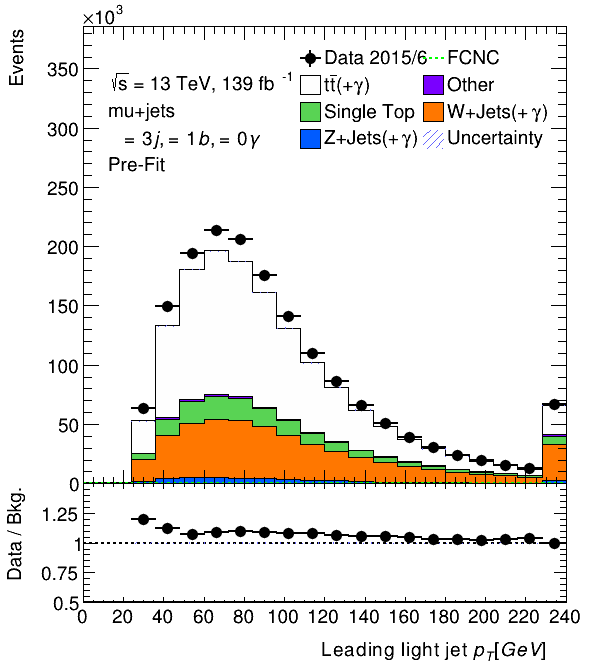 ×10³
Events
350
300
250
200
150
100
50
0
√s = 13 TeV, 139 fb⁻¹
mu+jets
= 3j, = 1b, = 0γ
Pre-Fit
Data 2015/6
FCNC
tt̄(+γ)
Other
Single Top
W+Jets(+γ)
Z+Jets(+γ)
Uncertainty
Data / Bkg.
1.25
1
0.75
0.5
0 20 40 60 80 100 120 140 160 180 200 220 240
Leading light jet p_T[GeV]